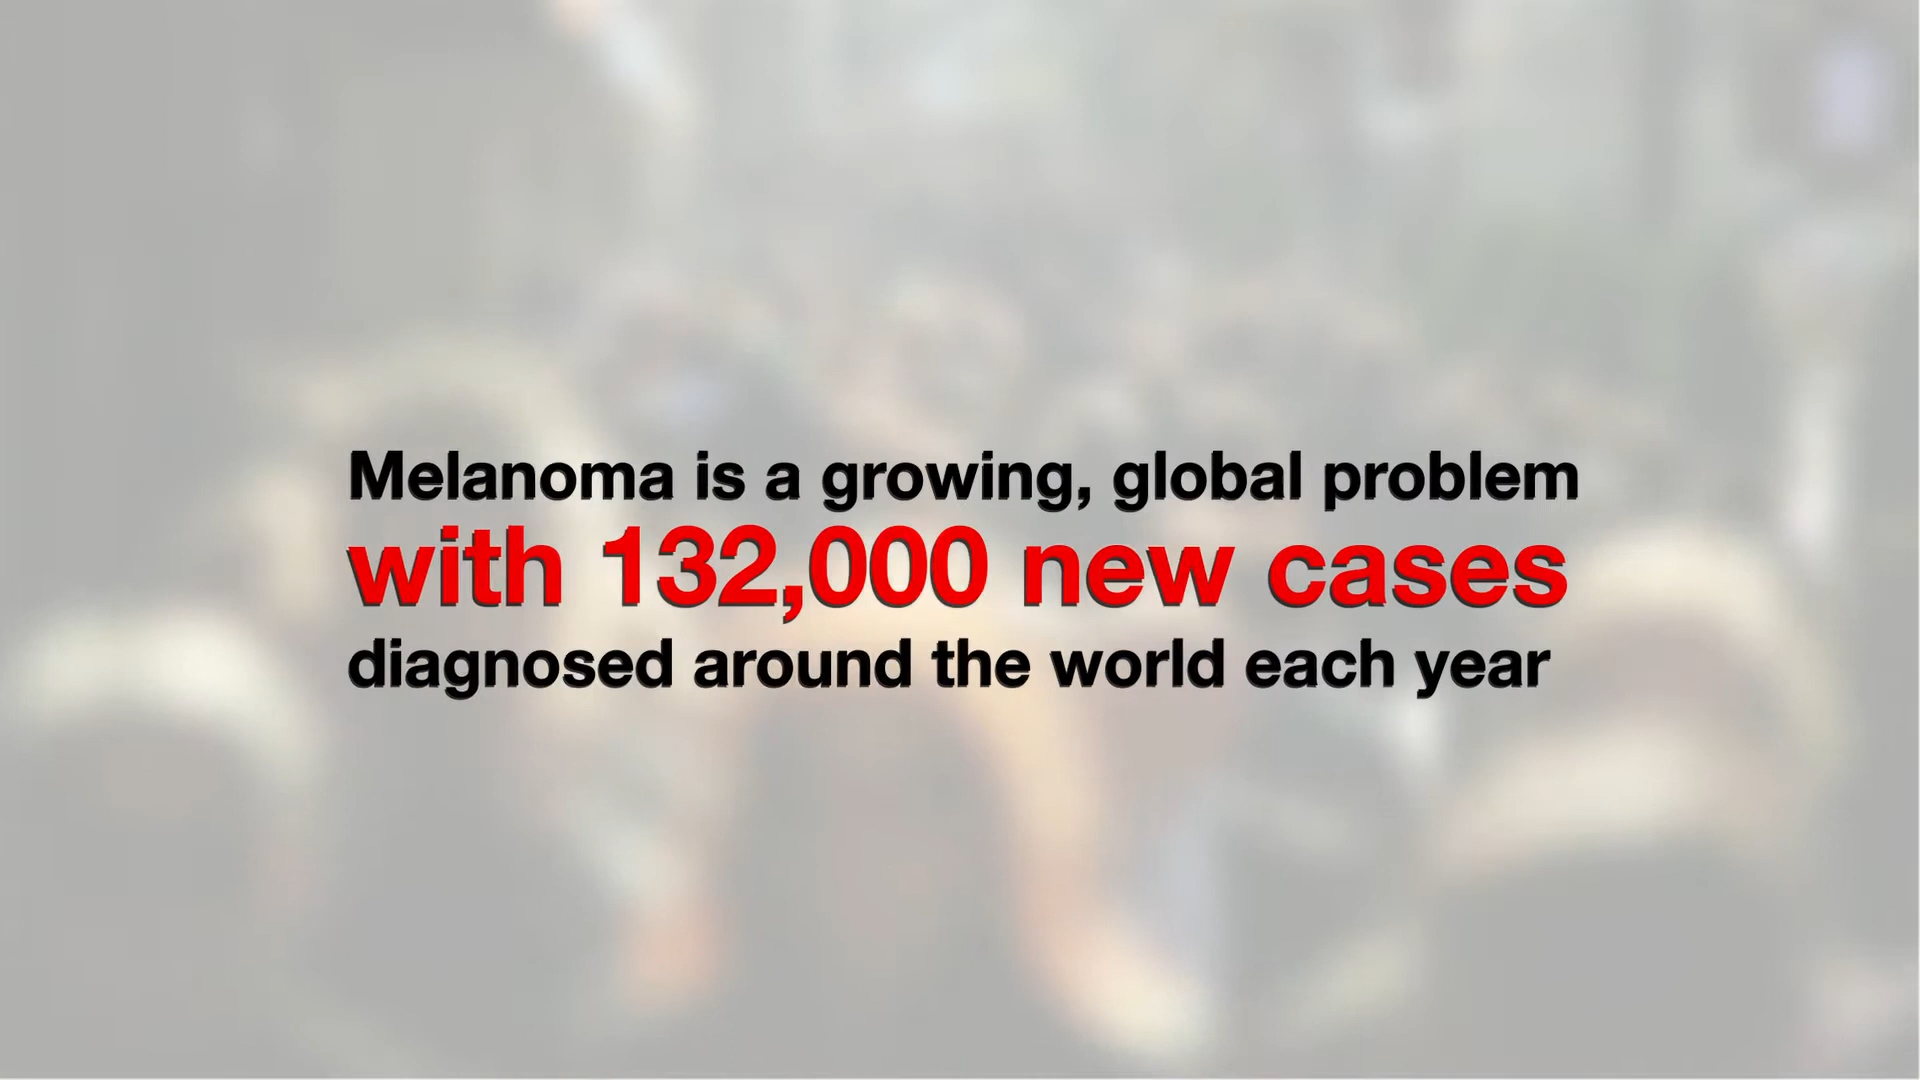 Melanoma is a growing, global problem
with 132,000 new cases
diagnosed around the world each year